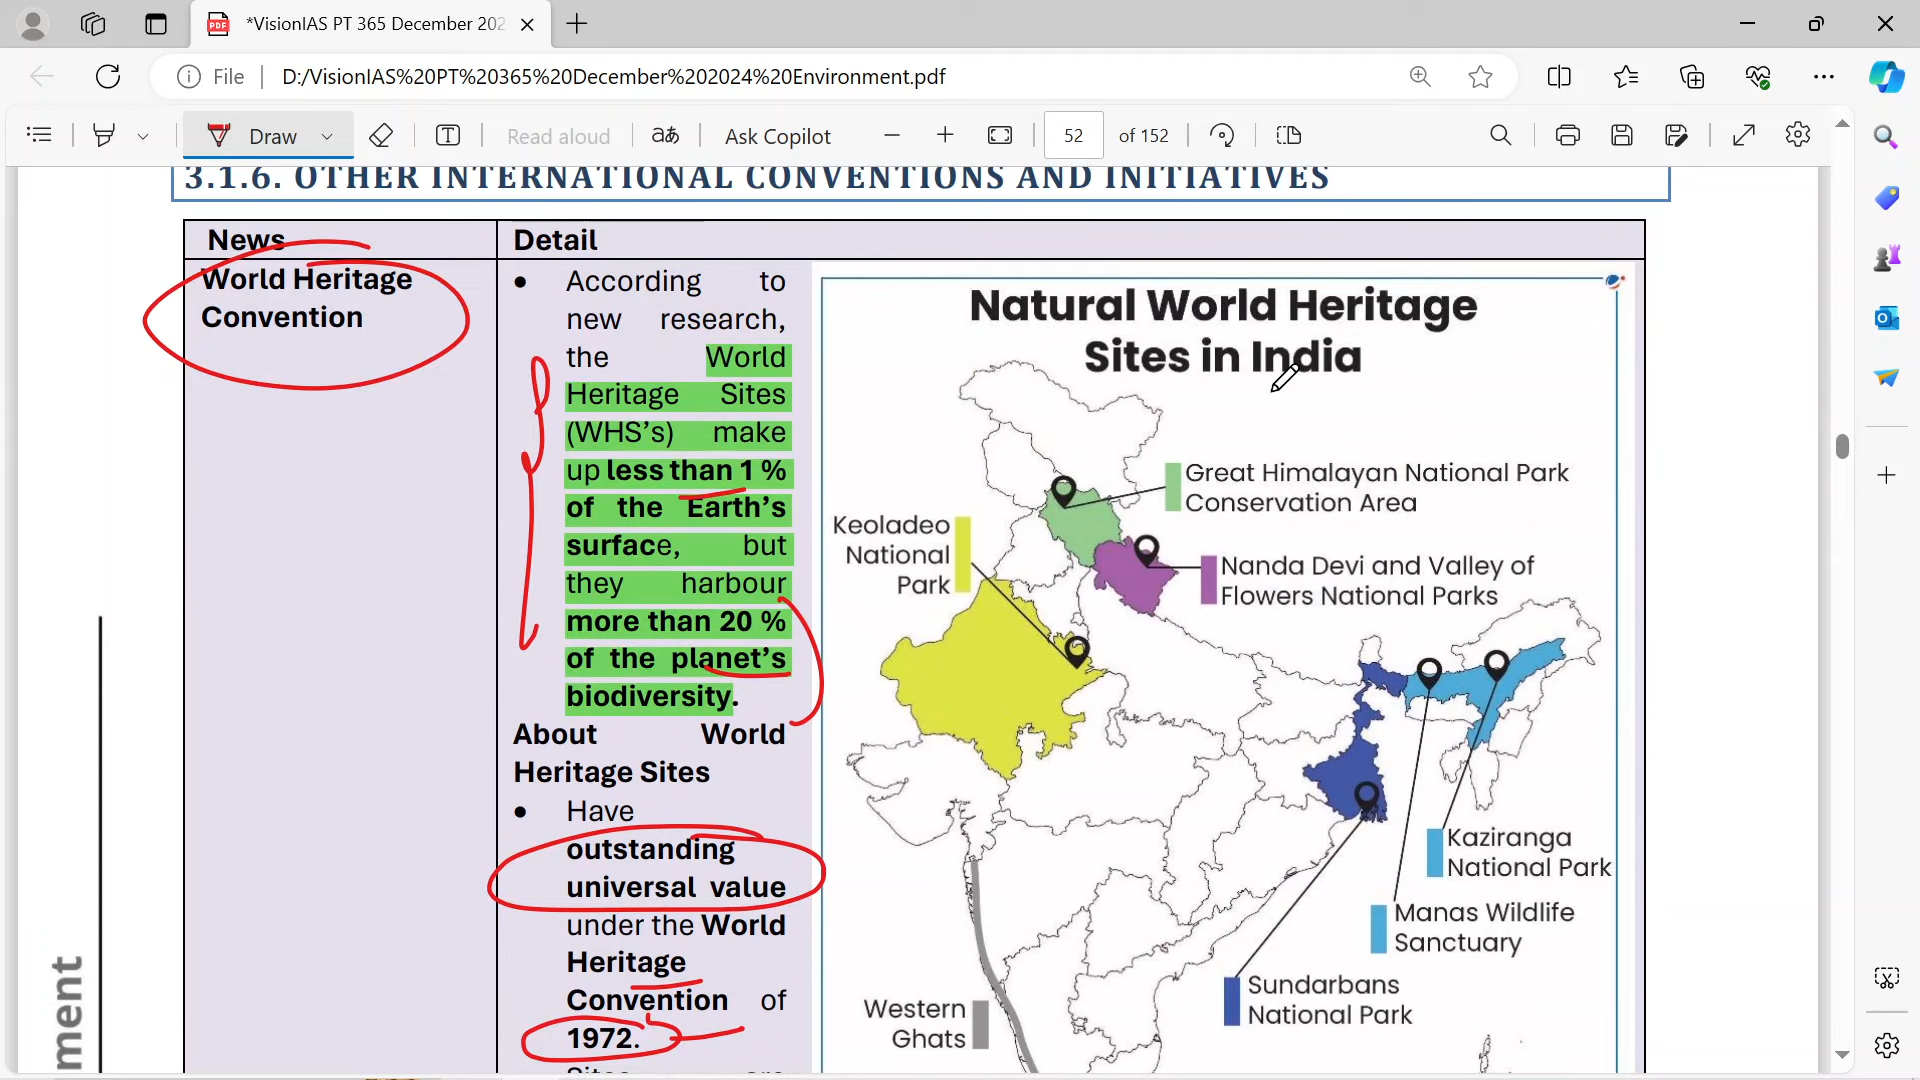 *VisionIAS PT 365 December 202
File
D:/VisionIAS%20PT%20365%20December%202024%20Environment.pdf
Draw
Read aloud
aあ
Ask Copilot
52
of 152
3.1.6. OTHER INTERNATIONAL CONVENTIONS AND INITIATIVES
News
Detail
World Heritage
Convention
• According to
new research,
the World
Heritage Sites
(WHS’s) make
up less than 1 %
of the Earth’s
surface, but
they harbour
more than 20 %
of the planet’s
biodiversity.
About World
Heritage Sites
• Have
outstanding
universal value
under the World
Heritage
Convention of
1972.
Natural World Heritage
Sites in India
Great Himalayan National Park
Conservation Area
Keoladeo
National
Park
Nanda Devi and Valley of
Flowers National Parks
Kaziranga
National Park
Manas Wildlife
Sanctuary
Sundarbans
National Park
Western
Ghats
ment